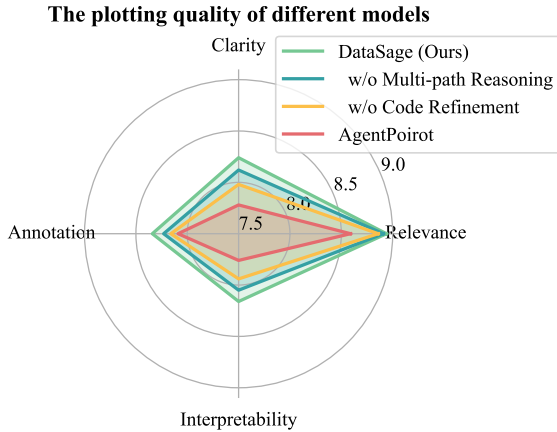 The plotting quality of different models
Clarity
DataSage (Ours)
w/o Multi-path Reasoning
w/o Code Refinement
AgentPoirot
9.0
8.5
8.0
7.5
Annotation
Relevance
Interpretability